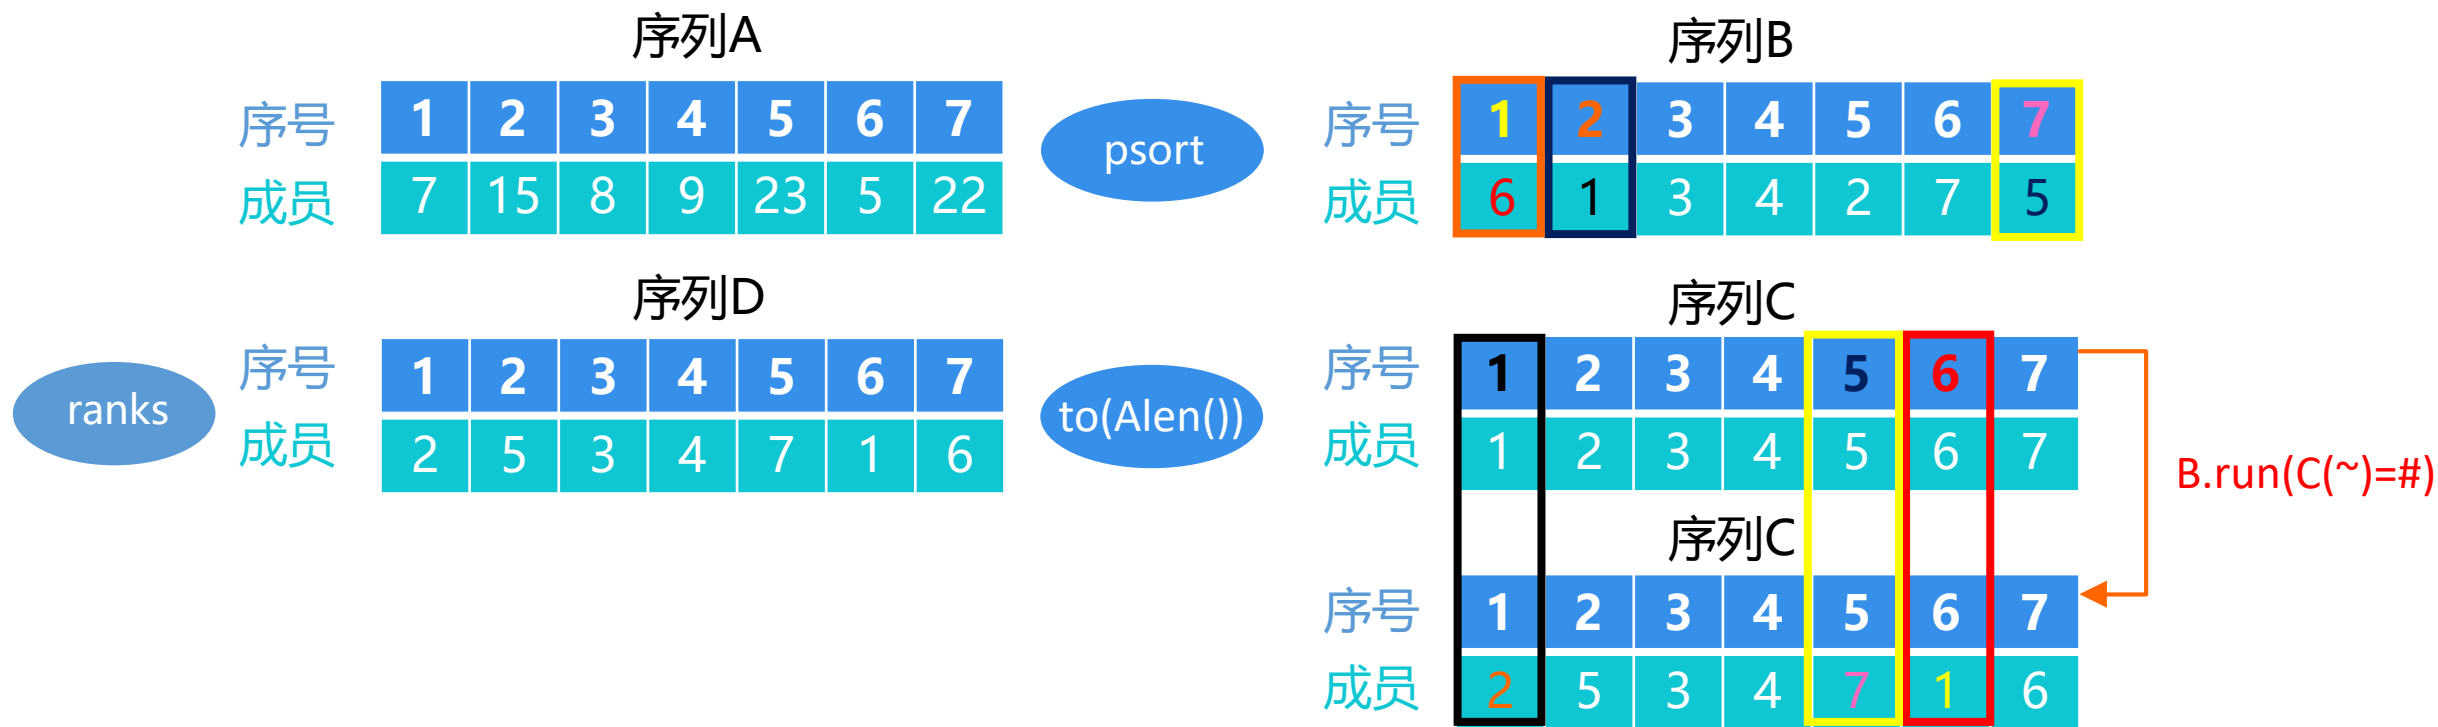 序列A
序号 1 2 3 4 5 6 7
成员 7 15 8 9 23 5 22
psort
序列B
序号 1 2 3 4 5 6 7
成员 6 1 3 4 2 7 5
ranks
序列D
序号 1 2 3 4 5 6 7
成员 2 5 3 4 7 1 6
to(Alen())
序列C
序号 1 2 3 4 5 6 7
成员 1 2 3 4 5 6 7
B.run(C(~)=#)
序列C
序号 1 2 3 4 5 6 7
成员 2 5 3 4 7 1 6